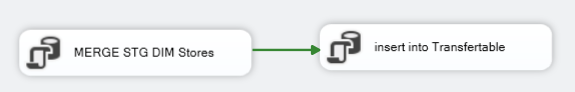 MERGE STG DIM Stores
insert into Transfertable